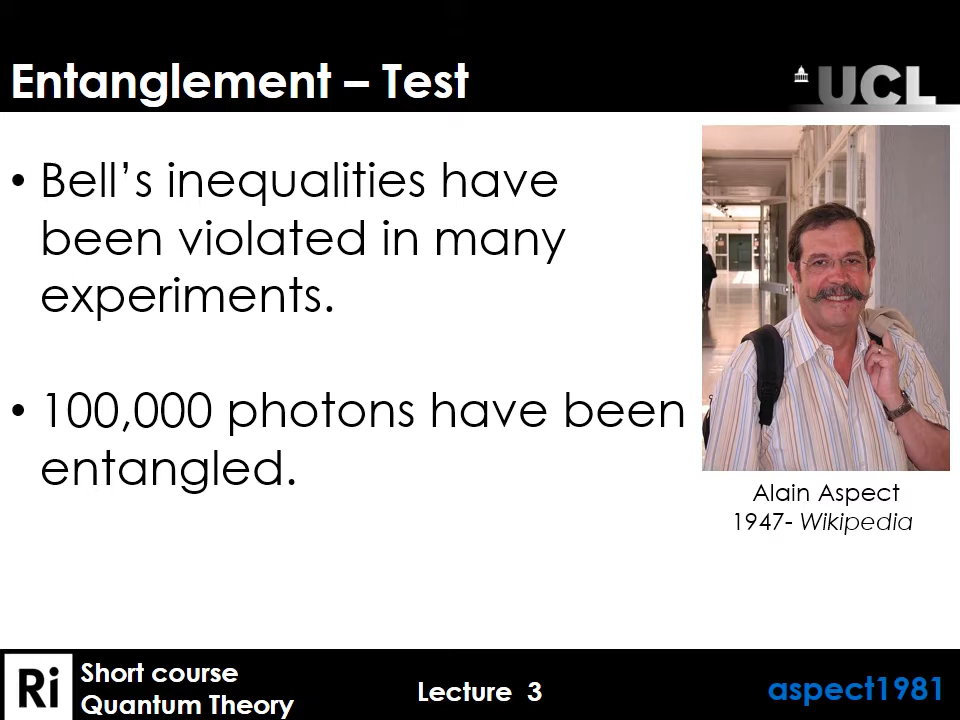 Entanglement – Test
UCL
• Bell's inequalities have
been violated in many
experiments.
• 100,000 photons have been
entangled.
Alain Aspect
1947- Wikipedia
Ri
Short course
Quantum Theory
Lecture 3
aspect1981